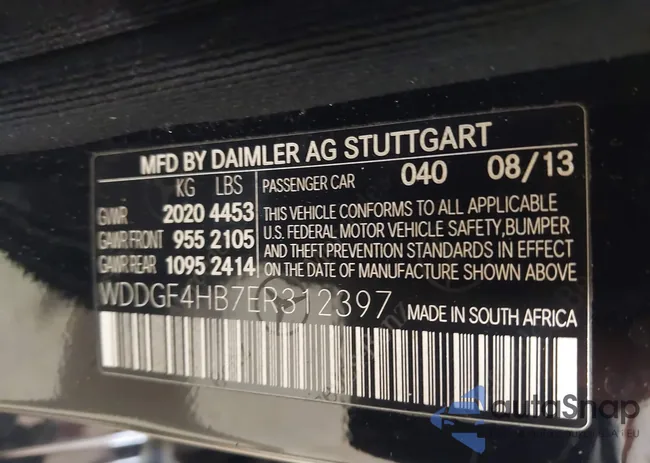 MFD BY DAIMLER AG STUTTGART
KG LBS
GVWR 2020 4453
GAWR FRONT 955 2105
GAWR REAR 1095 2414
PASSENGER CAR 040 08/13
THIS VEHICLE CONFORMS TO ALL APPLICABLE
U.S. FEDERAL MOTOR VEHICLE SAFETY,BUMPER
AND THEFT PREVENTION STANDARDS IN EFFECT
ON THE DATE OF MANUFACTURE SHOWN ABOVE
WDDGF4HB7ER312397
MADE IN SOUTH AFRICA
autoSnap